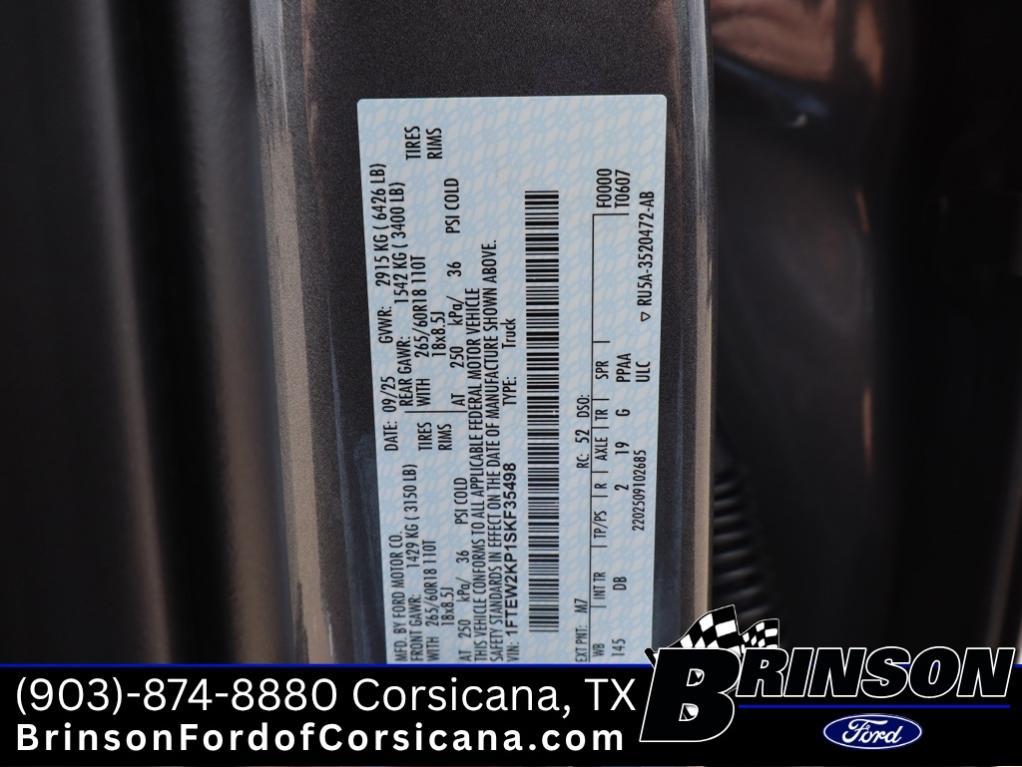 MFD. BY FORD MOTOR CO.
DATE: 09/25
GVWR: 2915 KG ( 6426 LB)
FRONT GAWR: 1429 KG ( 3150 LB)
REAR GAWR: 1542 KG ( 3400 LB)
WITH 265/60R18 110T TIRES
WITH 265/60R18 110T TIRES
18x8.5J RIMS
18x8.5J RIMS
AT 250 kPa/ 36 PSI COLD
AT 250 kPa/ 36 PSI COLD
THIS VEHICLE CONFORMS TO ALL APPLICABLE FEDERAL MOTOR VEHICLE
SAFETY STANDARDS IN EFFECT ON THE DATE OF MANUFACTURE SHOWN ABOVE.
VIN: 1FTEW2KP1SKF35498
TYPE: Truck
EXT PNT: M7 RC: 52 DSO:
F0000
WB INT TR TP/PS R AXLE TR SPR
T0607
145 DB 2 19 G PPAA
2202509102685 ULC
▽ RU5A-3520472-AB
(903)-874-8880 Corsicana, TX
BrinsonFordofCorsicana.com
BRINSON
Ford